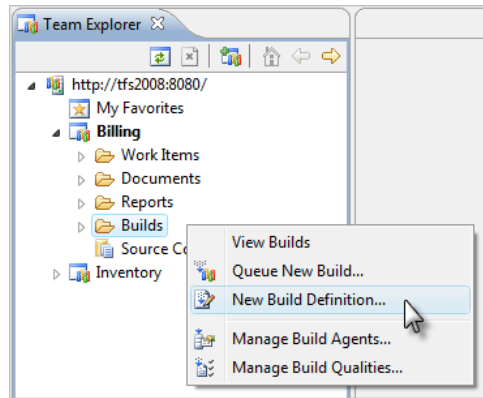 Team Explorer
http://tfs2008:8080/
My Favorites
Billing
Work Items
Documents
Reports
Builds
Source Co
Inventory
View Builds
Queue New Build...
New Build Definition...
Manage Build Agents...
Manage Build Qualities...